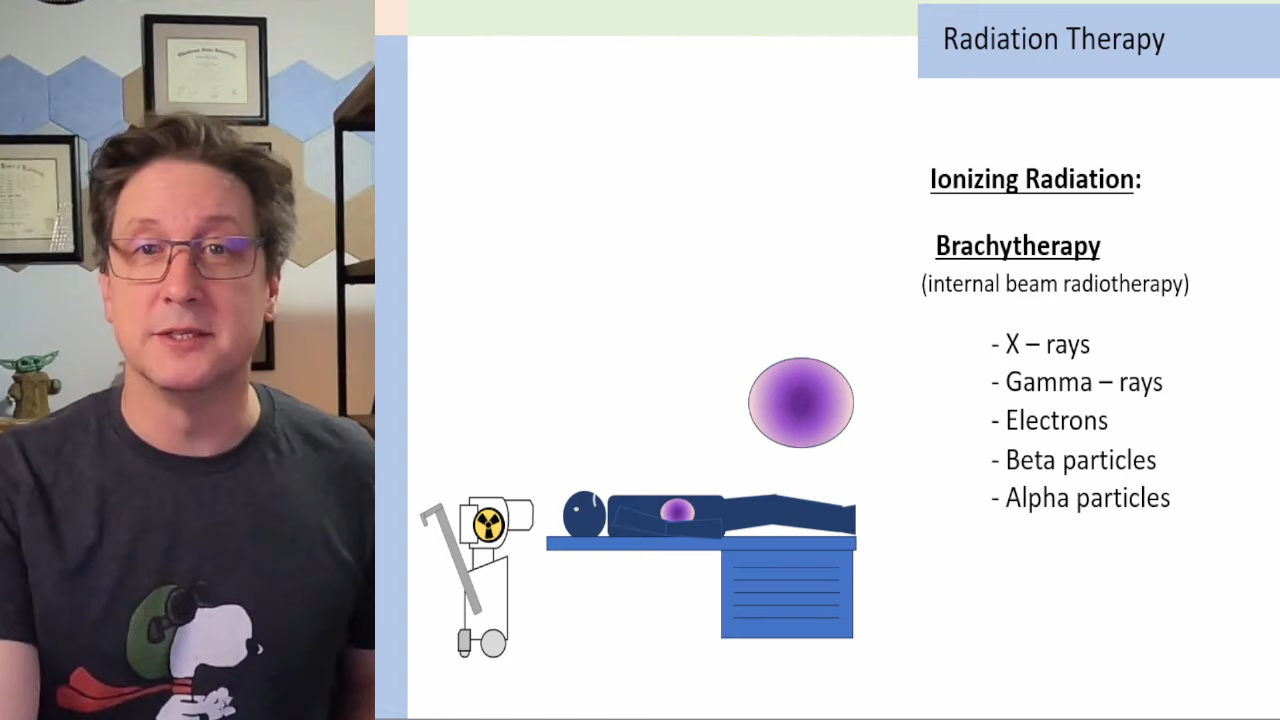 Radiation Therapy
Ionizing Radiation:
Brachytherapy
(internal beam radiotherapy)
- X – rays
- Gamma – rays
- Electrons
- Beta particles
- Alpha particles